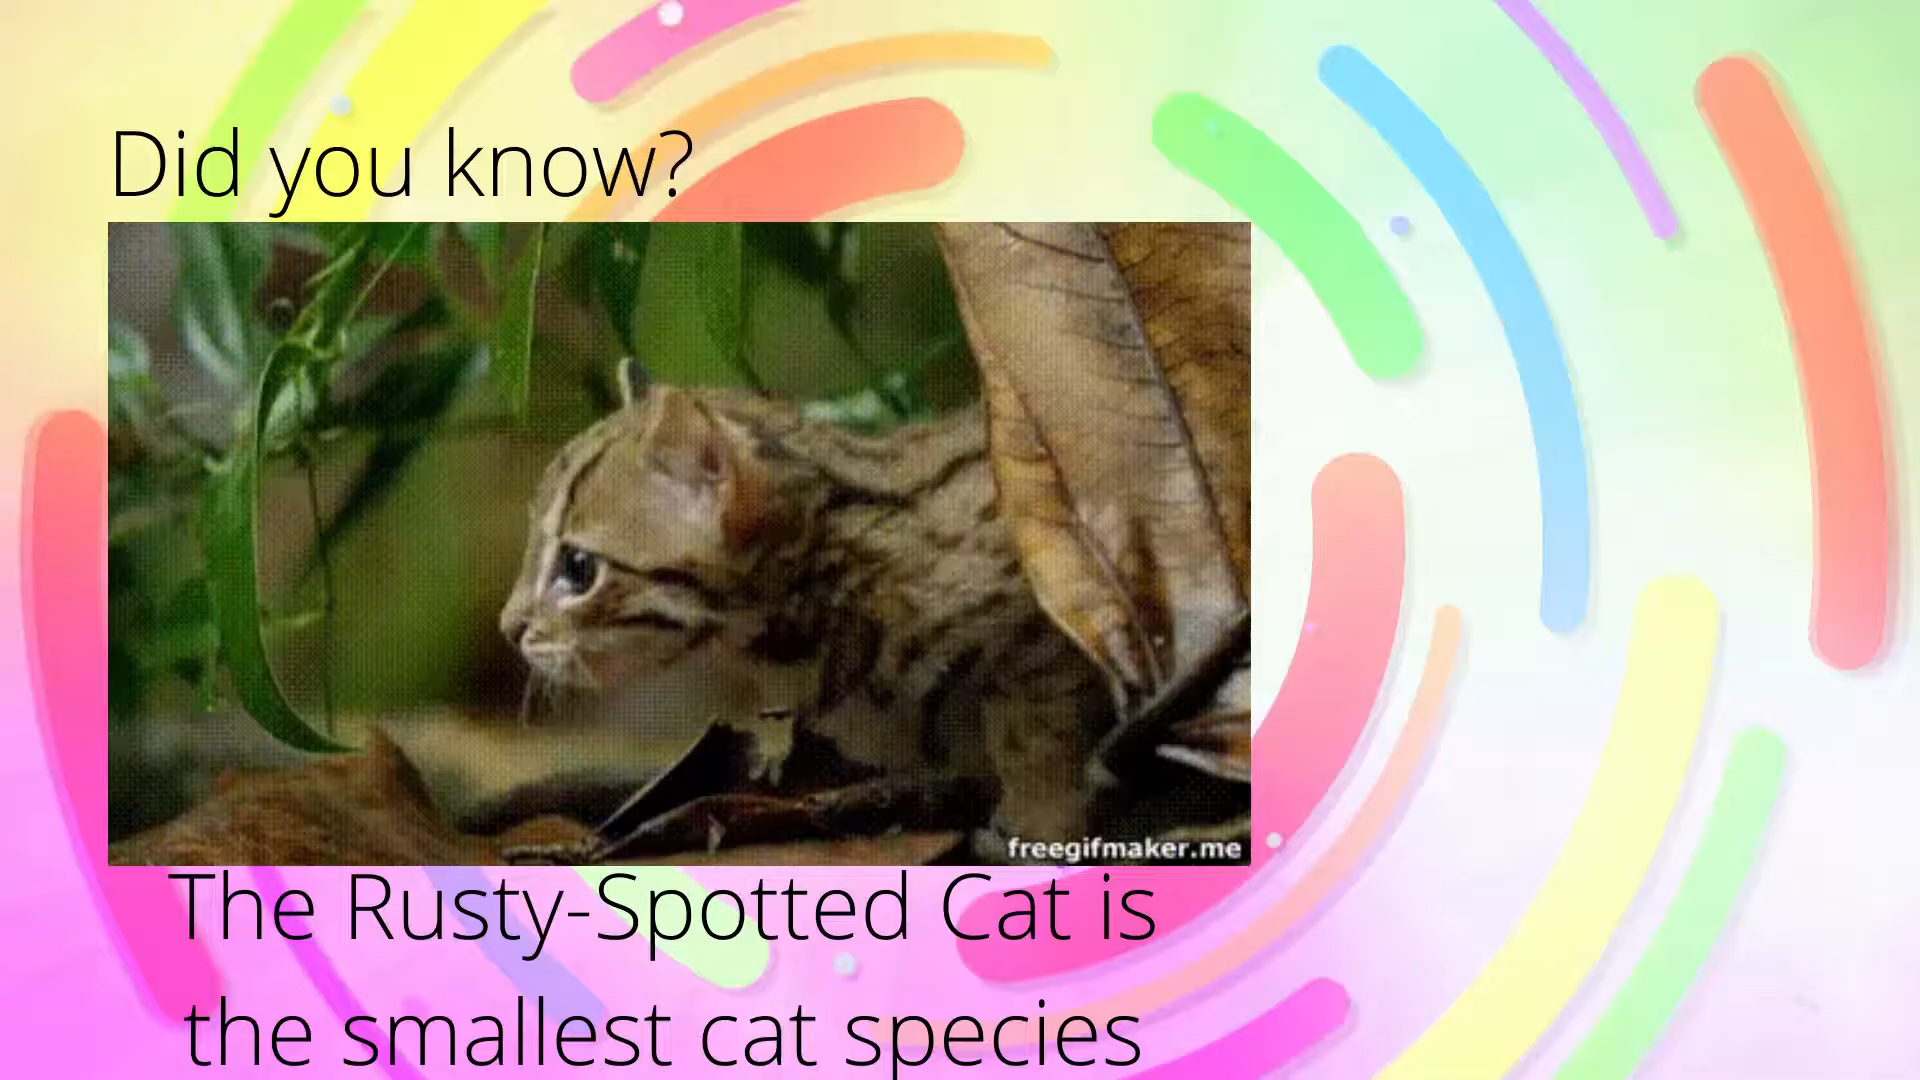 Did you know?
freegifmaker.me
The Rusty-Spotted Cat is
the smallest cat species